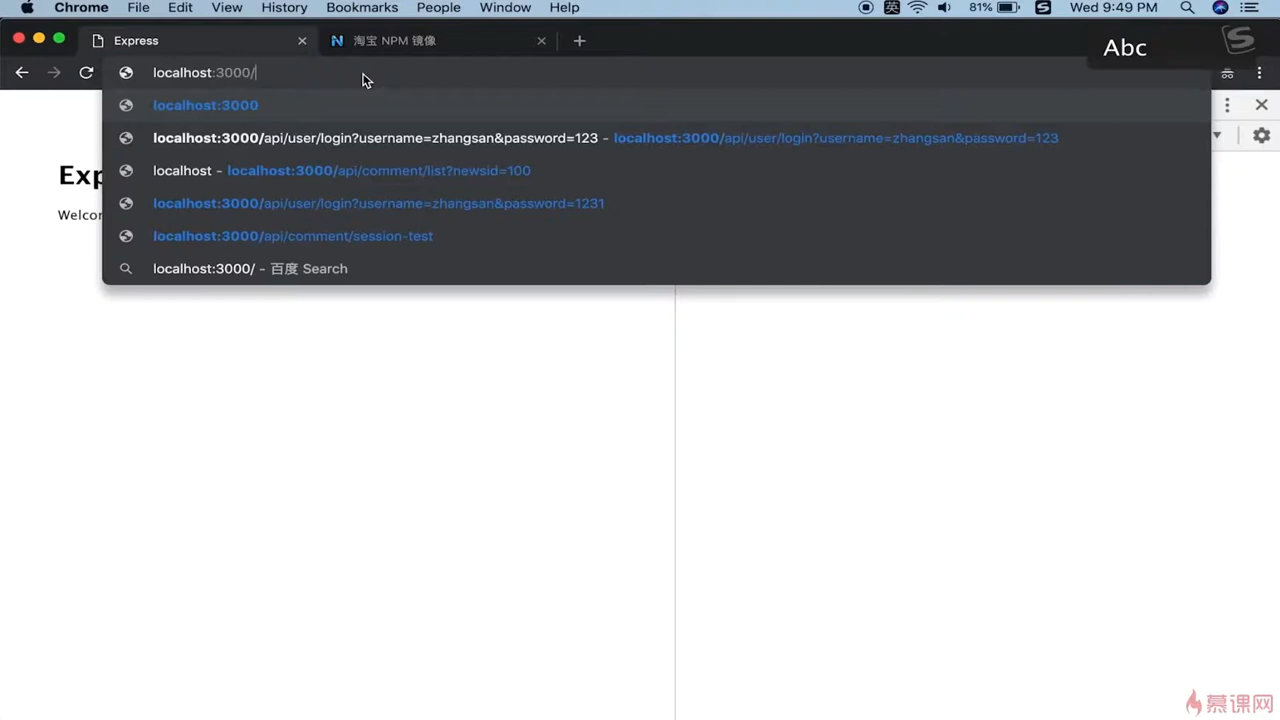 Chrome File Edit View History Bookmarks People Window Help 英 81% Wed 9:49 PM
Express 淘宝 NPM 镜像 Abc
localhost:3000/
localhost:3000
localhost:3000/api/user/login?username=zhangsan&password=123 - localhost:3000/api/user/login?username=zhangsan&password=123
Exp
localhost - localhost:3000/api/comment/list?newsid=100
localhost:3000/api/user/login?username=zhangsan&password=1231
Welcon
localhost:3000/api/comment/session-test
localhost:3000/ - 百度 Search
慕课网